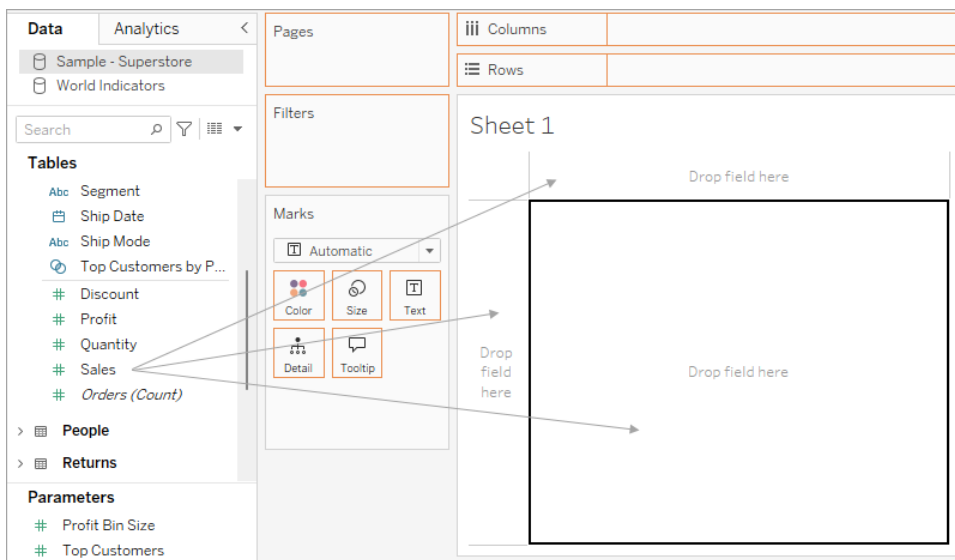 Data
Analytics
Sample - Superstore
World Indicators
Search
Tables
Abc Segment
Ship Date
Abc Ship Mode
Top Customers by P...
Discount
Profit
Quantity
Sales
Orders (Count)
People
Returns
Parameters
Profit Bin Size
Top Customers
Pages
Filters
Marks
Automatic
Color
Size
Text
Detail
Tooltip
Columns
Rows
Sheet 1
Drop field here
Drop
field
here
Drop field here